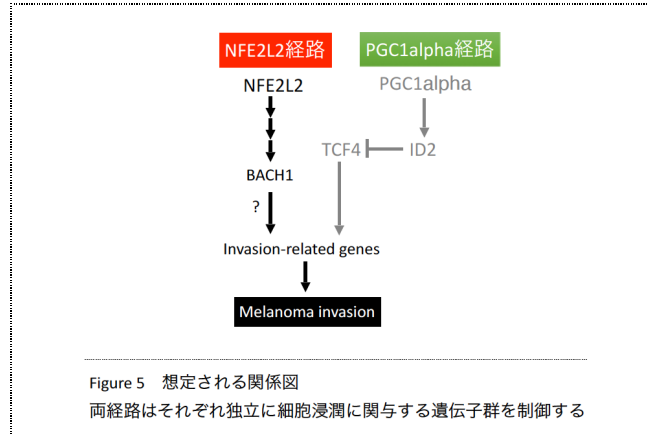 NFE2L2経路 PGC1alpha経路
NFE2L2 PGC1alpha
TCF4 ID2
BACH1
?
Invasion-related genes
Melanoma invasion
Figure 5 想定される関係図
両経路はそれぞれ独立に細胞浸潤に関与する遺伝子群を制御する